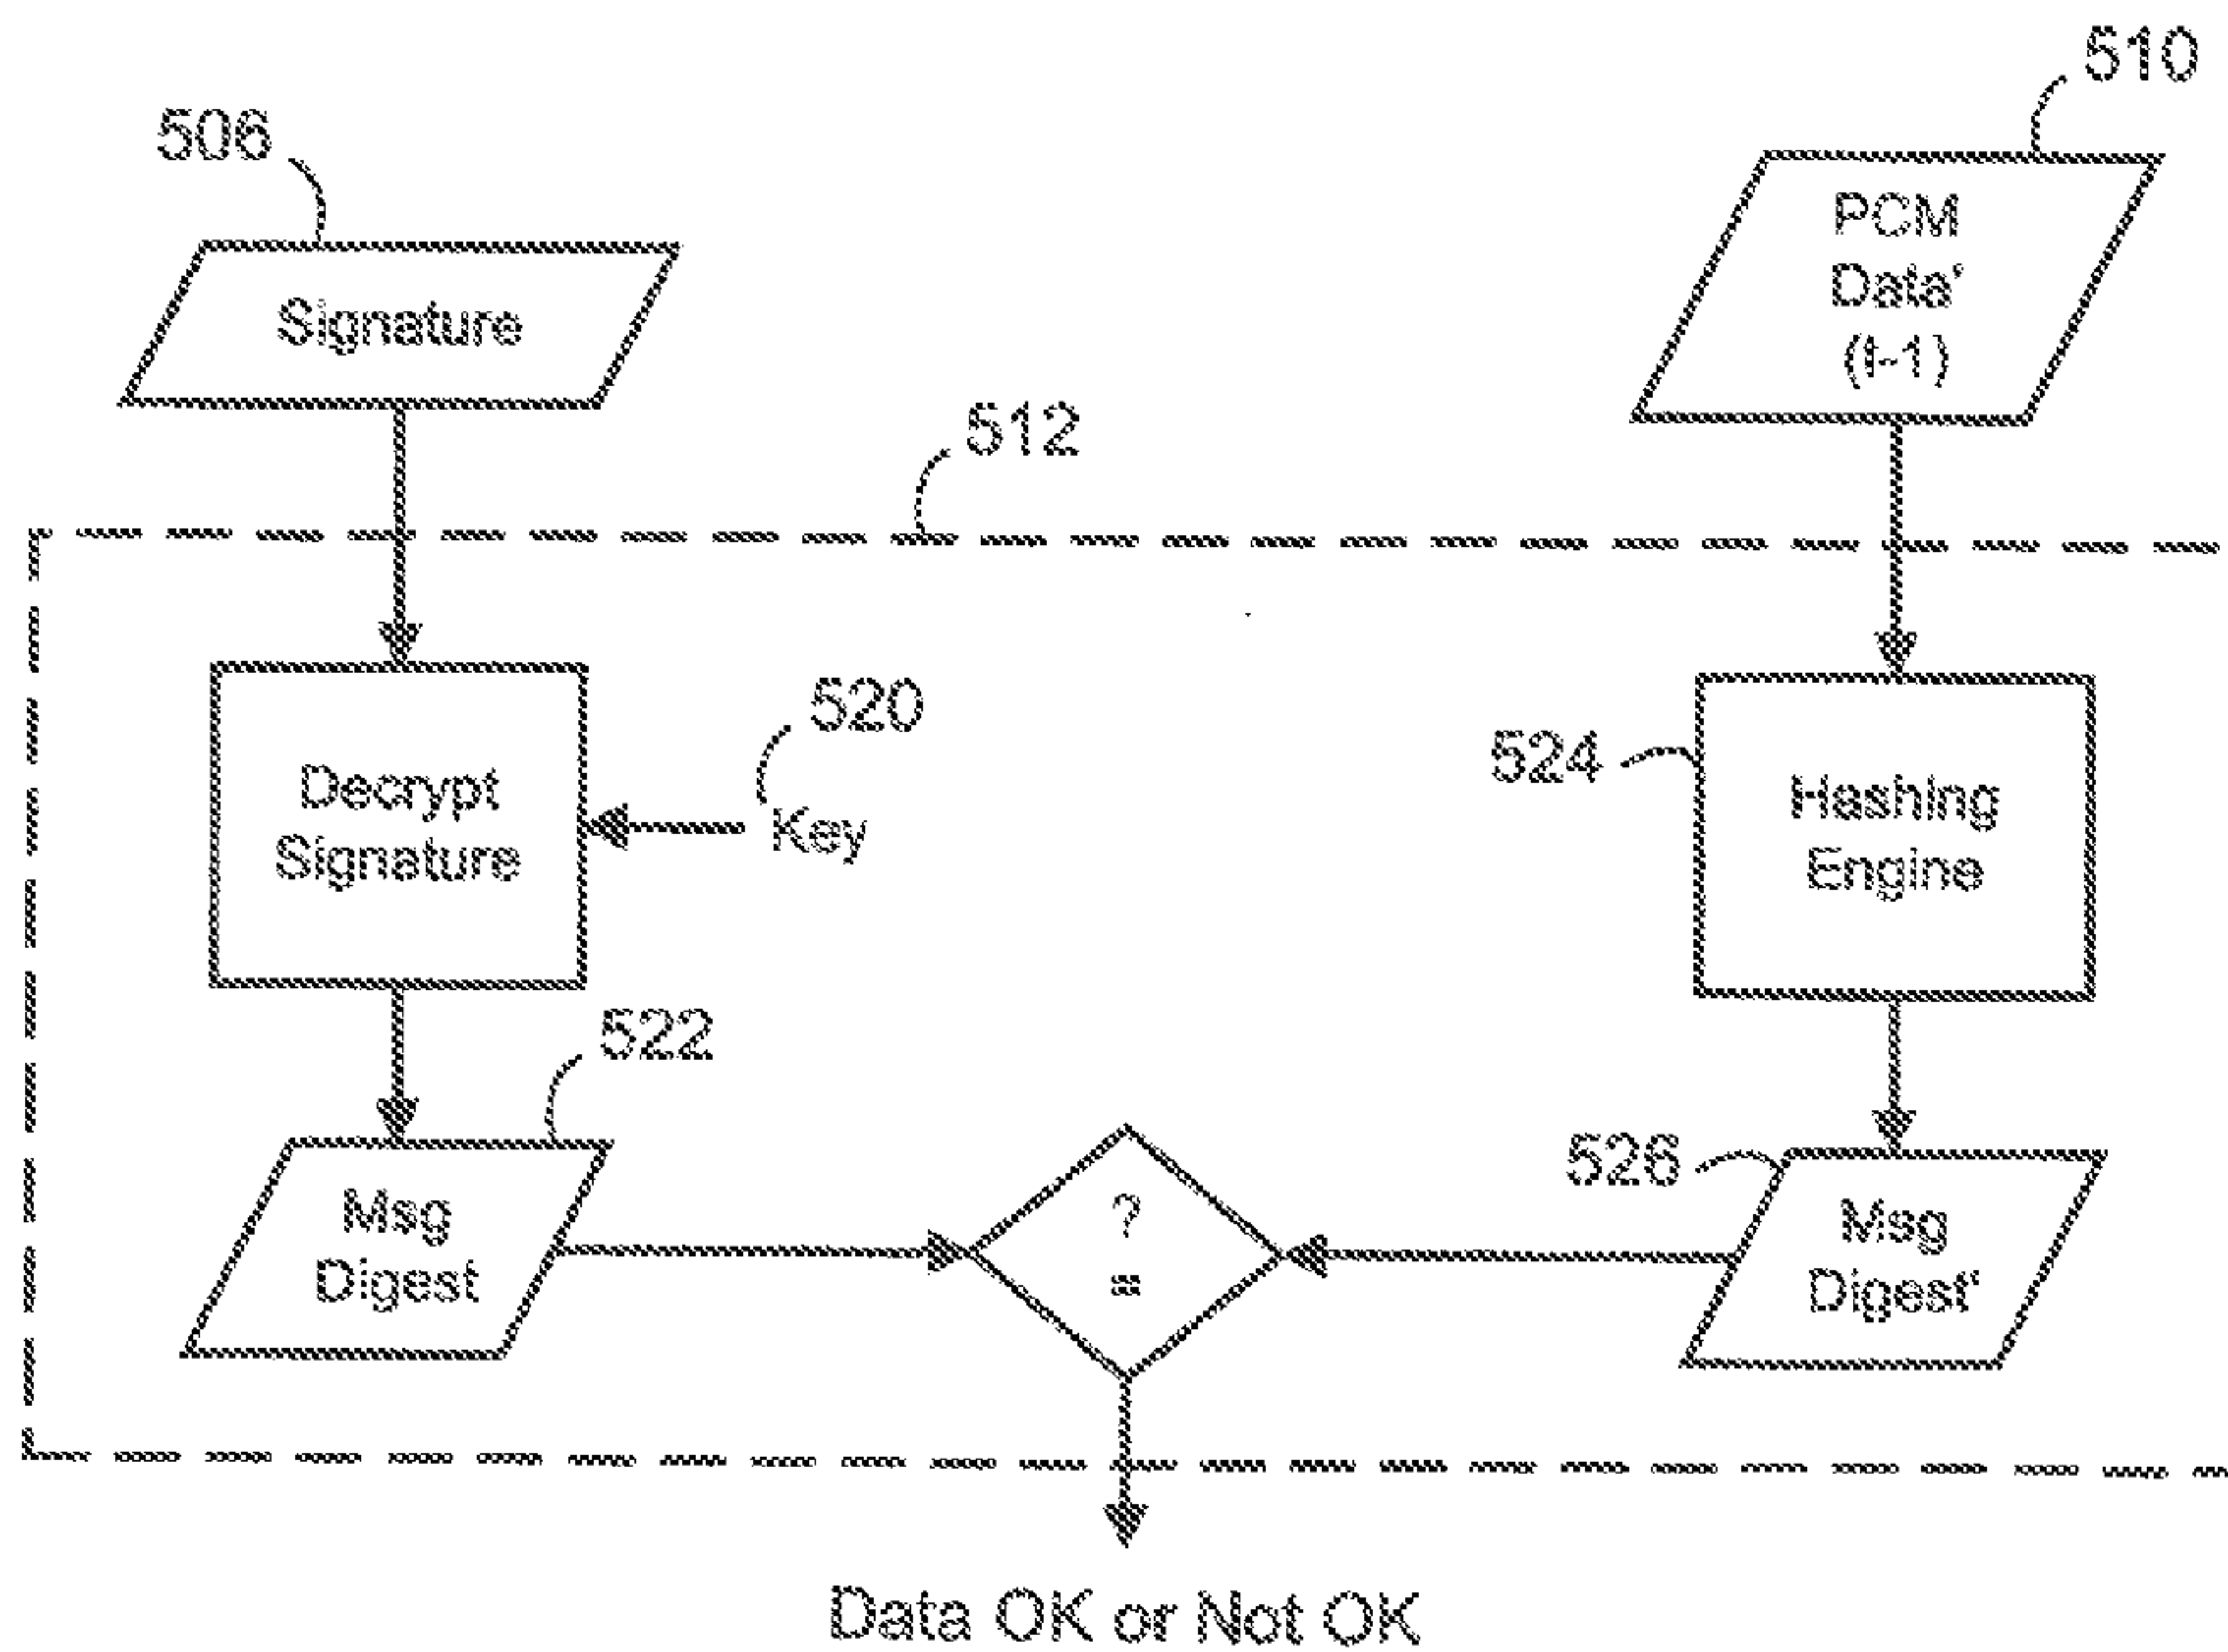 510
506
PCM
Data'
(t-1)
Signature
512
520
Decrypt
Signature
Key
524
Hashing
Engine
522
526
Msg
Digest
?
=
Msg
Digest'
Data OK or Not OK